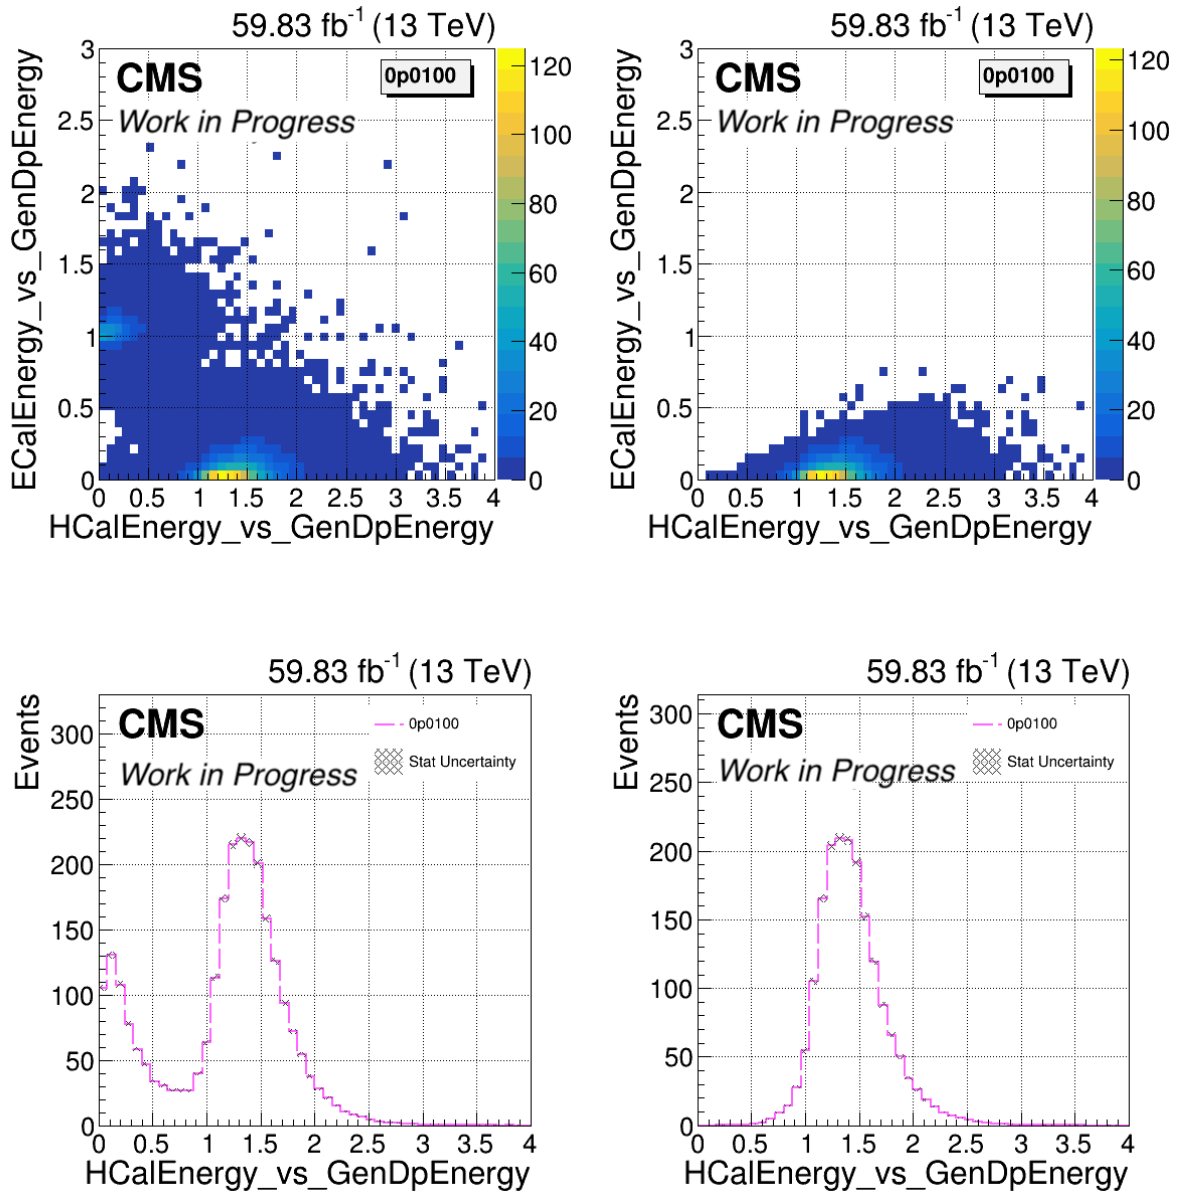 59.83 fb⁻¹ (13 TeV)
CMS
0p0100
Work in Progress
ECalEnergy_vs_GenDpEnergy
3
2.5
2
1.5
1
0.5
0
0 0.5 1 1.5 2 2.5 3 3.5 4
HCalEnergy_vs_GenDpEnergy
120
100
80
60
40
20
0
59.83 fb⁻¹ (13 TeV)
CMS
0p0100
Work in Progress
ECalEnergy_vs_GenDpEnergy
3
2.5
2
1.5
1
0.5
0
0 0.5 1 1.5 2 2.5 3 3.5 4
HCalEnergy_vs_GenDpEnergy
120
100
80
60
40
20
0
59.83 fb⁻¹ (13 TeV)
CMS
Work in Progress
0p0100
Stat Uncertainty
Events
300
250
200
150
100
50
0
0 0.5 1 1.5 2 2.5 3 3.5 4
HCalEnergy_vs_GenDpEnergy
59.83 fb⁻¹ (13 TeV)
CMS
Work in Progress
0p0100
Stat Uncertainty
Events
300
250
200
150
100
50
0
0 0.5 1 1.5 2 2.5 3 3.5 4
HCalEnergy_vs_GenDpEnergy